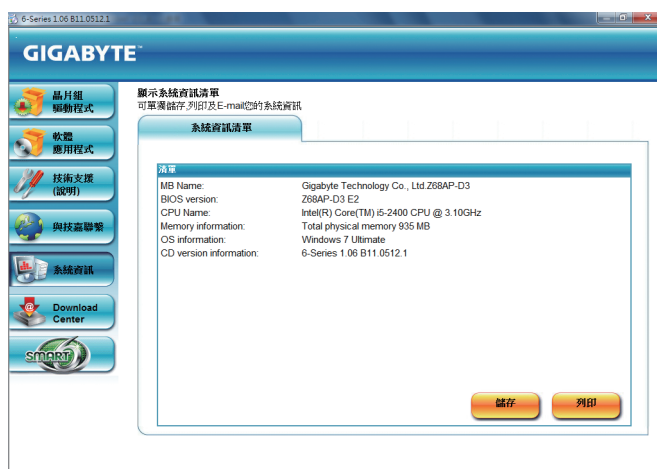 6-Series 1.06 B11.0512.1
GIGABYTE™
晶片組
驅動程式
軟體
應用程式
技術支援
(說明)
與技嘉聯繫
系統資訊
Download
Center
SMART 6
顯示系統資訊清單
可單獨儲存,列印及E-mail您的系統資訊
系統資訊清單
清單
MB Name: Gigabyte Technology Co., Ltd.Z68AP-D3
BIOS version: Z68AP-D3 E2
CPU Name: Intel(R) Core(TM) i5-2400 CPU @ 3.10GHz
Memory information: Total physical memory 935 MB
OS information: Windows 7 Ultimate
CD version information: 6-Series 1.06 B11.0512.1
儲存 列印